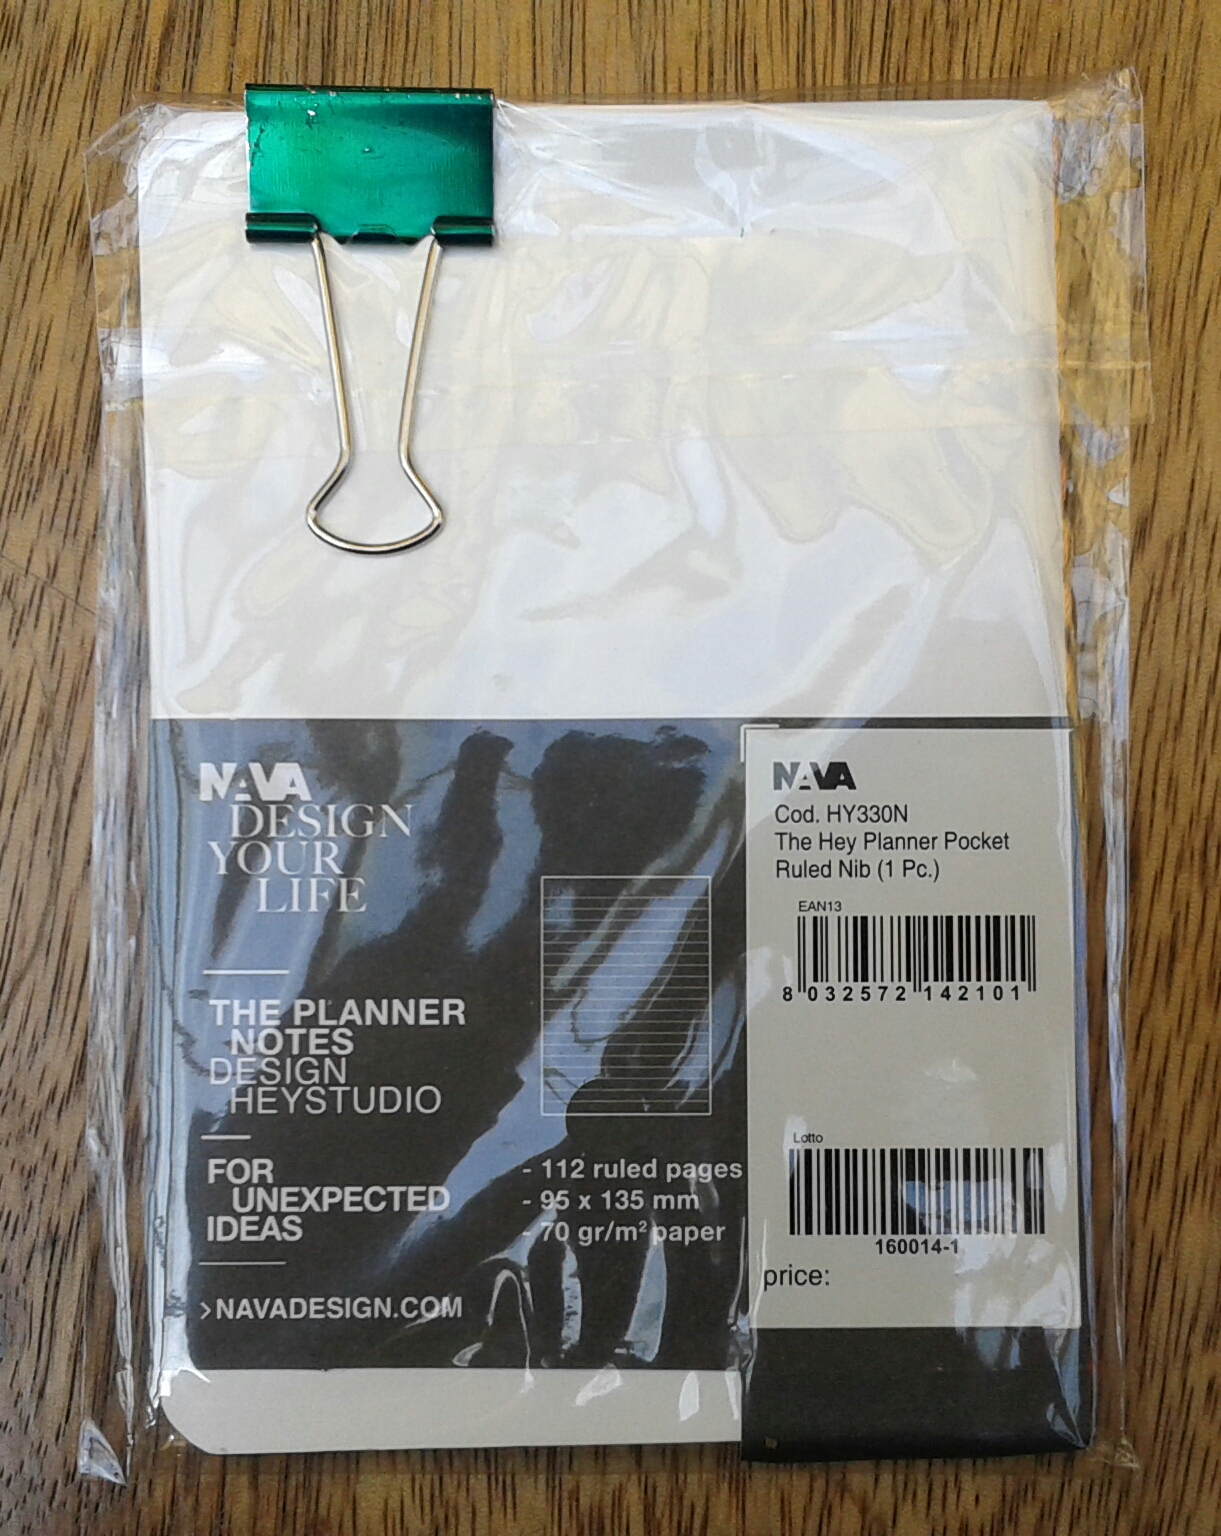 NAVA
DESIGN
YOUR
LIFE
THE PLANNER
NOTES
DESIGN
HEYSTUDIO
FOR
UNEXPECTED
IDEAS
>NAVADESIGN.COM
- 112 ruled pages
- 95 x 135 mm
- 70 gr/m² paper
NAVA
Cod. HY330N
The Hey Planner Pocket
Ruled Nib (1 Pc.)
EAN13
8 032572 142101
Lotto
160014-1
price: